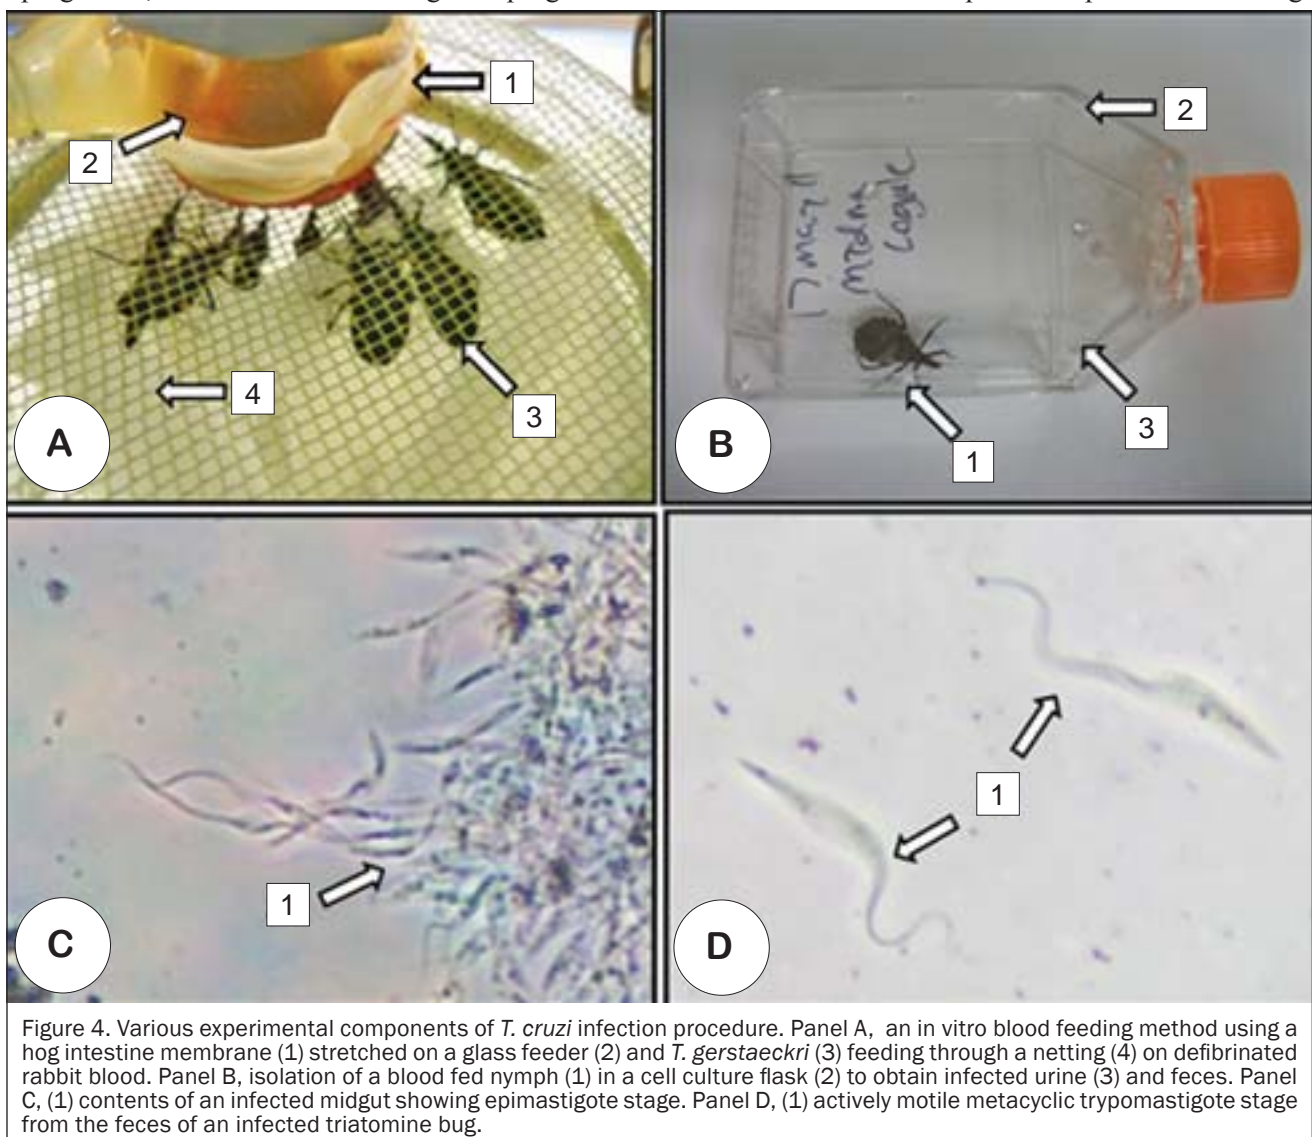 1
2
3
4
A
17 May 11
1
2
3
B
1
C
1
D
Figure 4. Various experimental components of T. cruzi infection procedure. Panel A, an in vitro blood feeding method using a
hog intestine membrane (1) stretched on a glass feeder (2) and T. gerstaeckri (3) feeding through a netting (4) on defibrinated
rabbit blood. Panel B, isolation of a blood fed nymph (1) in a cell culture flask (2) to obtain infected urine (3) and feces. Panel
C, (1) contents of an infected midgut showing epimastigote stage. Panel D, (1) actively motile metacyclic trypomastigote stage
from the feces of an infected triatomine bug.